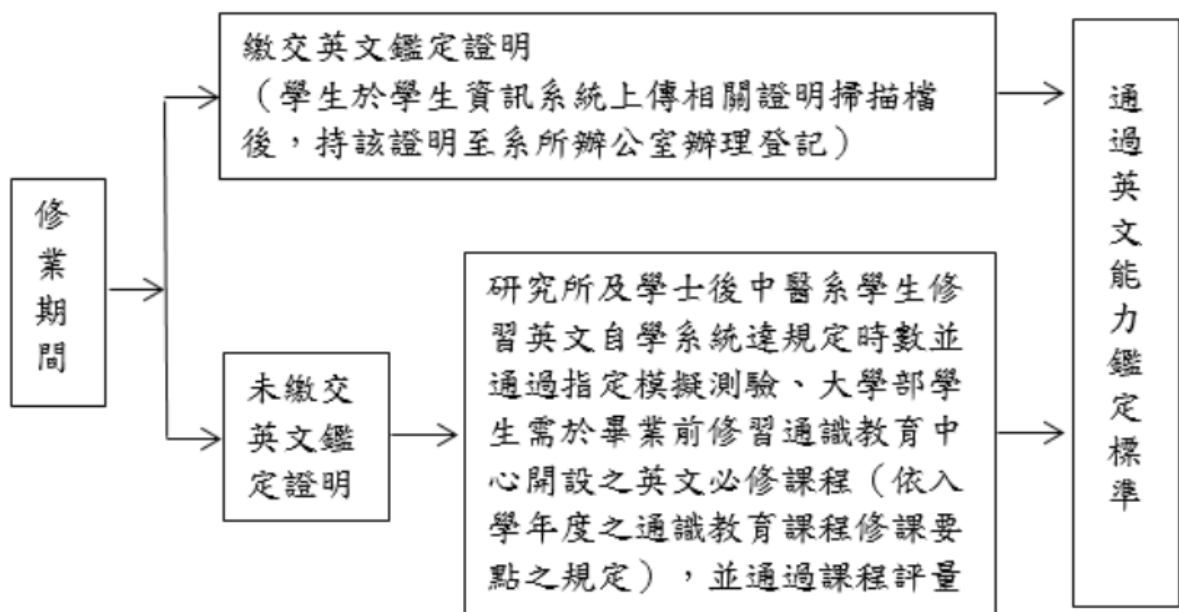 修業期間
繳交英文鑑定證明
（學生於學生資訊系統上傳相關證明掃描檔
後，持該證明至系所辦公室辦理登記）
未繳交
英文鑑
定證明
研究所及學士後中醫系學生修
習英文自學系統達規定時數並
通過指定模擬測驗、大學部學
生需於畢業前修習通識教育中
心開設之英文必修課程（依入
學年度之通識教育課程修課要
點之規定），並通過課程評量
通過英文能力鑑定標準